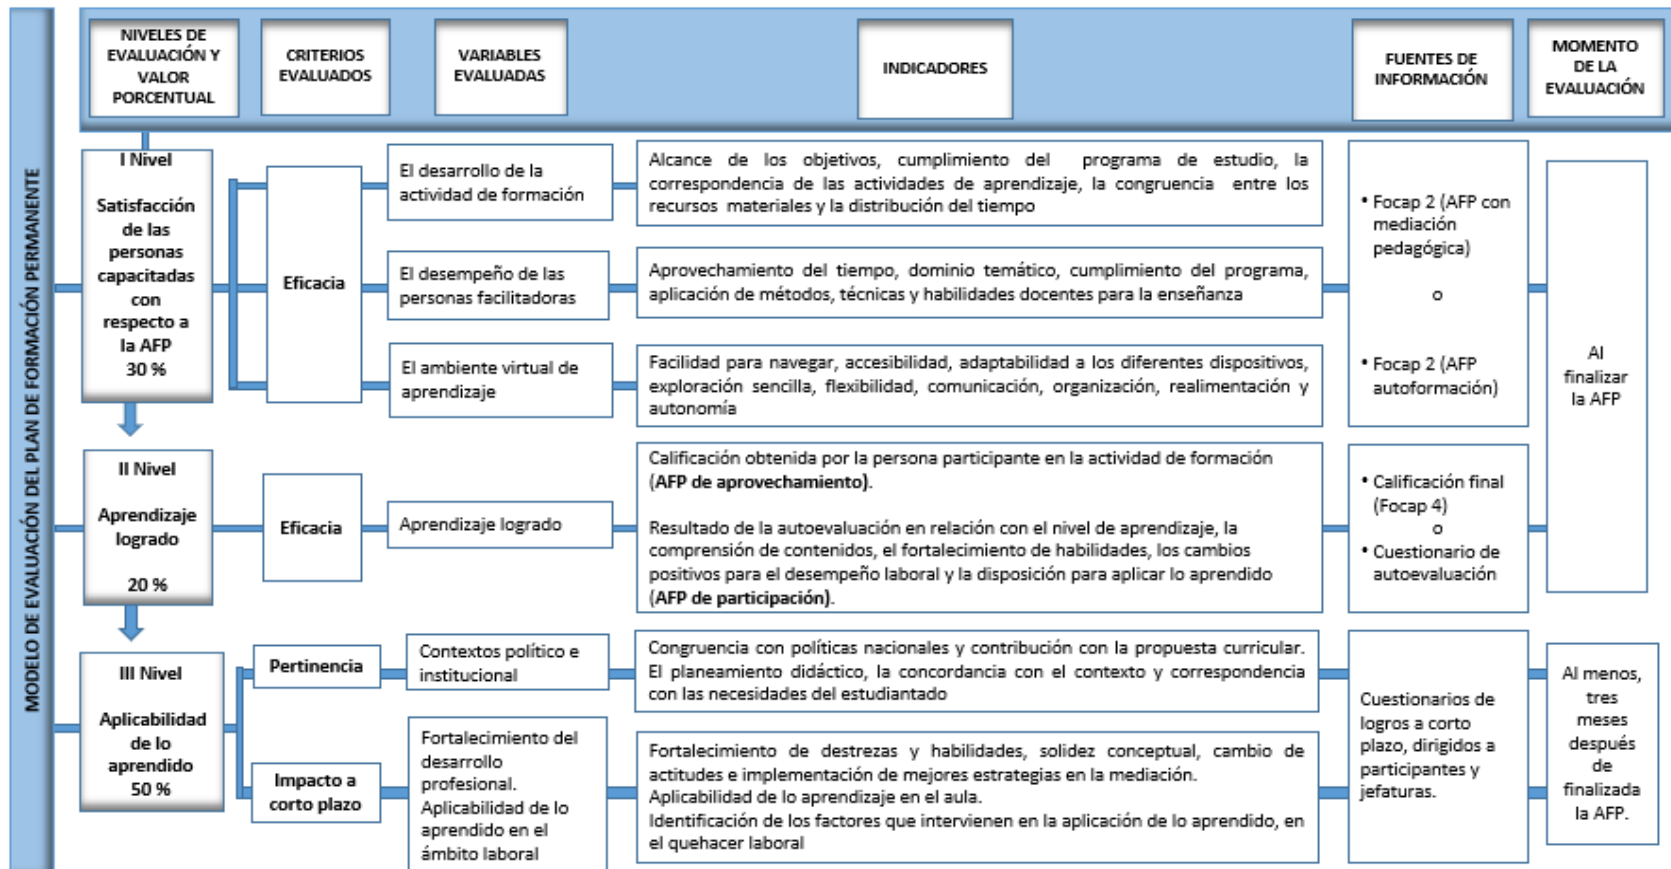 MODELO DE EVALUACIÓN DEL PLAN DE FORMACIÓN PERMANENTE
NIVELES DE
EVALUACIÓN Y
VALOR
PORCENTUAL
CRITERIOS
EVALUADOS
VARIABLES
EVALUADAS
INDICADORES
FUENTES DE
INFORMACIÓN
MOMENTO
DE LA
EVALUACIÓN
I Nivel
Satisfacción
de las
personas
capacitadas
con
respecto a
la AFP
30 %
Eficacia
El desarrollo de la
actividad de formación
Alcance de los objetivos, cumplimiento del programa de estudio, la
correspondencia de las actividades de aprendizaje, la congruencia entre los
recursos materiales y la distribución del tiempo
El desempeño de las
personas facilitadoras
Aprovechamiento del tiempo, dominio temático, cumplimiento del programa,
aplicación de métodos, técnicas y habilidades docentes para la enseñanza
El ambiente virtual de
aprendizaje
Facilidad para navegar, accesibilidad, adaptabilidad a los diferentes dispositivos,
exploración sencilla, flexibilidad, comunicación, organización, realimentación y
autonomía
• Focap 2 (AFP con
mediación
pedagógica)
o
• Focap 2 (AFP
autoformación)
Al
finalizar
la AFP
II Nivel
Aprendizaje
logrado
20 %
Eficacia
Aprendizaje logrado
Calificación obtenida por la persona participante en la actividad de formación
(AFP de aprovechamiento).
Resultado de la autoevaluación en relación con el nivel de aprendizaje, la
comprensión de contenidos, el fortalecimiento de habilidades, los cambios
positivos para el desempeño laboral y la disposición para aplicar lo aprendido
(AFP de participación).
• Calificación final
(Focap 4)
o
• Cuestionario de
autoevaluación
III Nivel
Aplicabilidad
de lo
aprendido
50 %
Pertinencia
Contextos político e
institucional
Congruencia con políticas nacionales y contribución con la propuesta curricular.
El planeamiento didáctico, la concordancia con el contexto y correspondencia
con las necesidades del estudiantado
Impacto a
corto plazo
Fortalecimiento del
desarrollo
profesional.
Aplicabilidad de lo
aprendido en el
ámbito laboral
Fortalecimiento de destrezas y habilidades, solidez conceptual, cambio de
actitudes e implementación de mejores estrategias en la mediación.
Aplicabilidad de lo aprendizaje en el aula.
Identificación de los factores que intervienen en la aplicación de lo aprendido, en
el quehacer laboral
Cuestionarios de
logros a corto
plazo, dirigidos a
participantes y
jefaturas.
Al menos,
tres
meses
después
de
finalizada
la AFP.